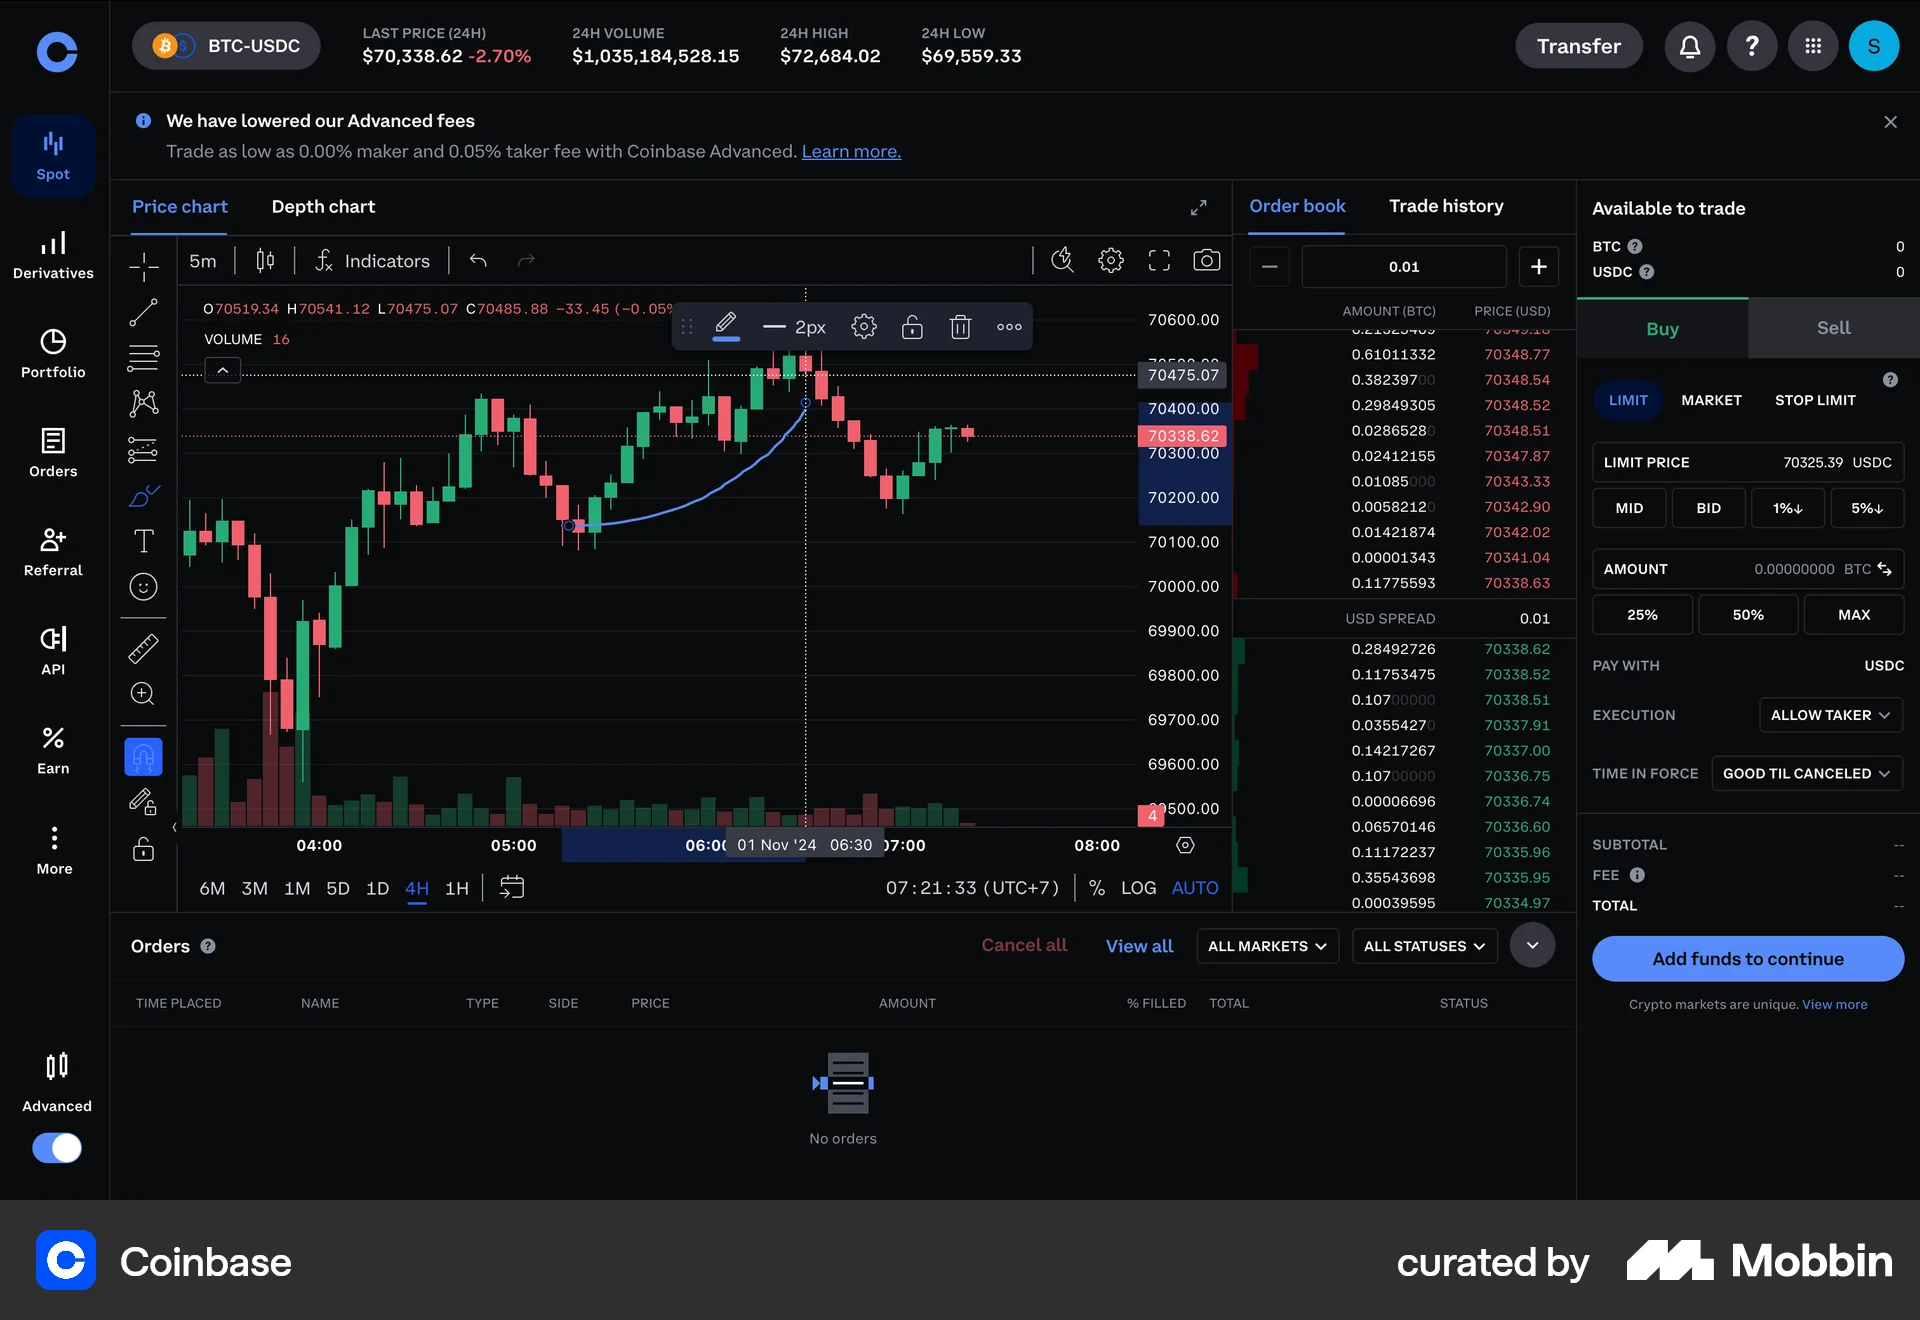 BTC-USDC
LAST PRICE (24H)
$70,338.62 -2.70%
24H VOLUME
$1,035,184,528.15
24H HIGH
$72,684.02
24H LOW
$69,559.33
Transfer
?
S
We have lowered our Advanced fees
Trade as low as 0.00% maker and 0.05% taker fee with Coinbase Advanced. Learn more.
Spot
Derivatives
Portfolio
Orders
Referral
API
Earn
More
Advanced
Price chart
Depth chart
5m
Indicators
O70519.34 H70541.12 L70475.07 C70485.88 −33.45 (−0.05%
VOLUME 16
2px
70600.00
70475.07
70400.00
70338.62
70300.00
70200.00
70100.00
70000.00
69900.00
69800.00
69700.00
69600.00
4
04:00
05:00
01 Nov '24 06:30
07:00
08:00
6M 3M 1M 5D 1D 4H 1H
07:21:33 (UTC+7)
% LOG AUTO
Order book
Trade history
0.01
AMOUNT (BTC) PRICE (USD)
0.61011332 70348.77
0.38239700 70348.54
0.29849305 70348.52
0.02865280 70348.51
0.02412155 70347.87
0.01085000 70343.33
0.00582120 70342.90
0.01421874 70342.02
0.00001343 70341.04
0.11775593 70338.63
USD SPREAD 0.01
0.28492726 70338.62
0.11753475 70338.52
0.10700000 70338.51
0.03554270 70337.91
0.14217267 70337.00
0.10700000 70336.75
0.00006696 70336.74
0.06570146 70336.60
0.11172237 70335.96
0.35543698 70335.95
0.00039595 70334.97
Available to trade
BTC ? 0
USDC ? 0
Buy
Sell
?
LIMIT
MARKET
STOP LIMIT
LIMIT PRICE 70325.39 USDC
MID
BID
1%↓
5%↓
AMOUNT 0.00000000 BTC
25%
50%
MAX
PAY WITH USDC
EXECUTION ALLOW TAKER
TIME IN FORCE GOOD TIL CANCELED
SUBTOTAL --
FEE --
TOTAL --
Add funds to continue
Crypto markets are unique. View more
Orders ?
Cancel all
View all
ALL MARKETS
ALL STATUSES
TIME PLACED
NAME
TYPE
SIDE
PRICE
AMOUNT
% FILLED
TOTAL
STATUS
No orders
Coinbase
curated by
Mobbin